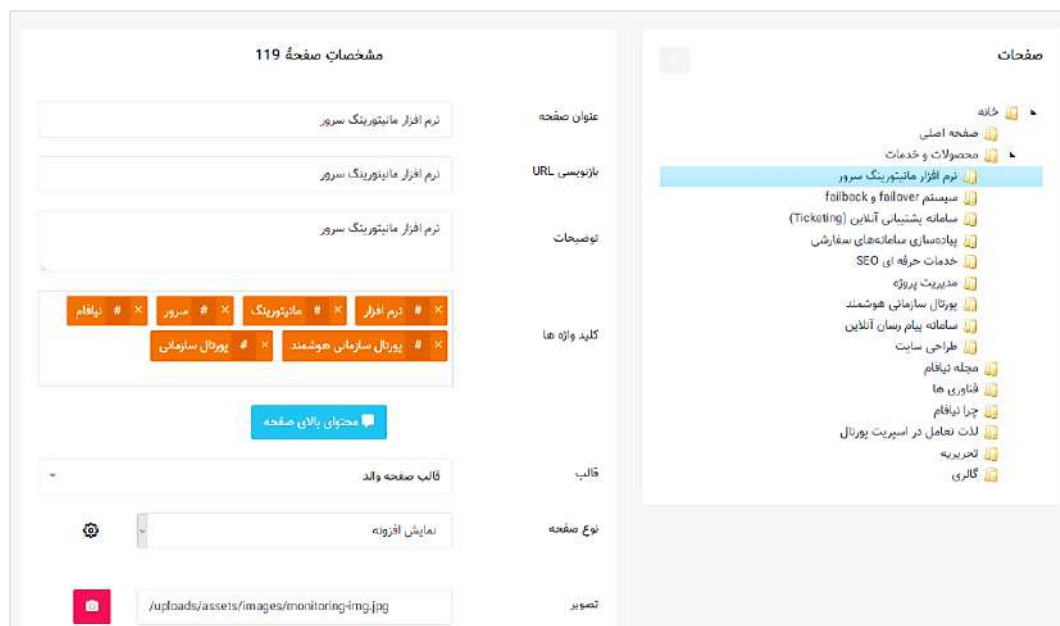 صفحات
خانه
صفحه اصلی
محصولات و خدمات
نرم افزار مانیتورینگ سرور
سیستم failover و failback
سامانه پشتیبانی آنلاین (Ticketing)
پیاده‌سازی سامانه‌های سفارشی
خدمات حرفه ای SEO
مدیریت پروژه
پورتال سازمانی هوشمند
سامانه پیام رسان آنلاین
طراحی سایت
مجله نیافام
فناوری ها
چرا نیافام
لذت تعامل در اسپریت پورتال
تحریریه
گالری
مشخصاتِ صفحهٔ 119
عنوان صفحه
نرم افزار مانیتورینگ سرور
بازنویسی URL
نرم افزار مانیتورینگ سرور
توضیحات
نرم افزار مانیتورینگ سرور
کلید واژه ها
× # نرم افزار × # مانیتورینگ × # سرور × # نیافام
× # پورتال سازمانی هوشمند × # پورتال سازمانی
محتوای بالای صفحه
قالب
قالب صفحه والد
نوع صفحه
نمایش افزونه
تصویر
/uploads/assets/images/monitoring-img.jpg